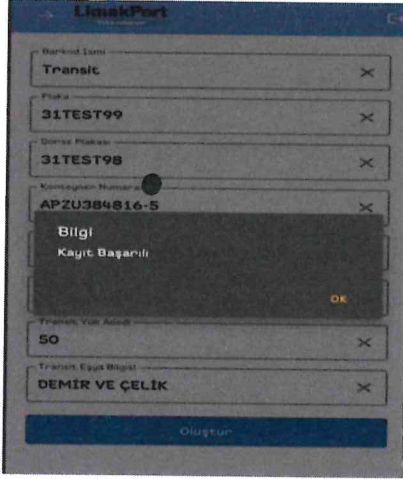 LimakPort
Barkod İsmi
Transit
Plaka
31TEST99
Dorse Plakası
31TEST98
Konteyner Numara
APZU384816-5
Bilgi
Kayıt Başarılı
OK
Transit Yük Adedi
50
Transit Eşya Bilgisi
DEMİR VE ÇELİK
Oluştur